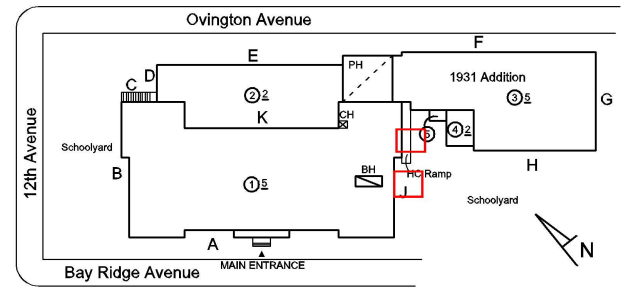 Ovington Avenue
F
E
PH
D
1931 Addition
C
2 2
3 5
G
K
CH
5
4 2
12th Avenue
Schoolyard
B
BH
HC Ramp
H
1 5
J
Schoolyard
A
N
MAIN ENTRANCE
Bay Ridge Avenue